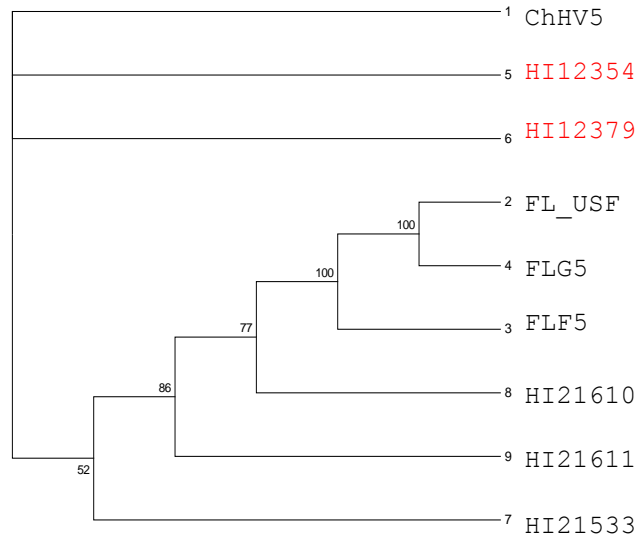 1 ChHV5
5 HI12354
6 HI12379
2 FL_USF
100
4 FLG5
100
3 FLF5
77
8 HI21610
86
9 HI21611
52
7 HI21533